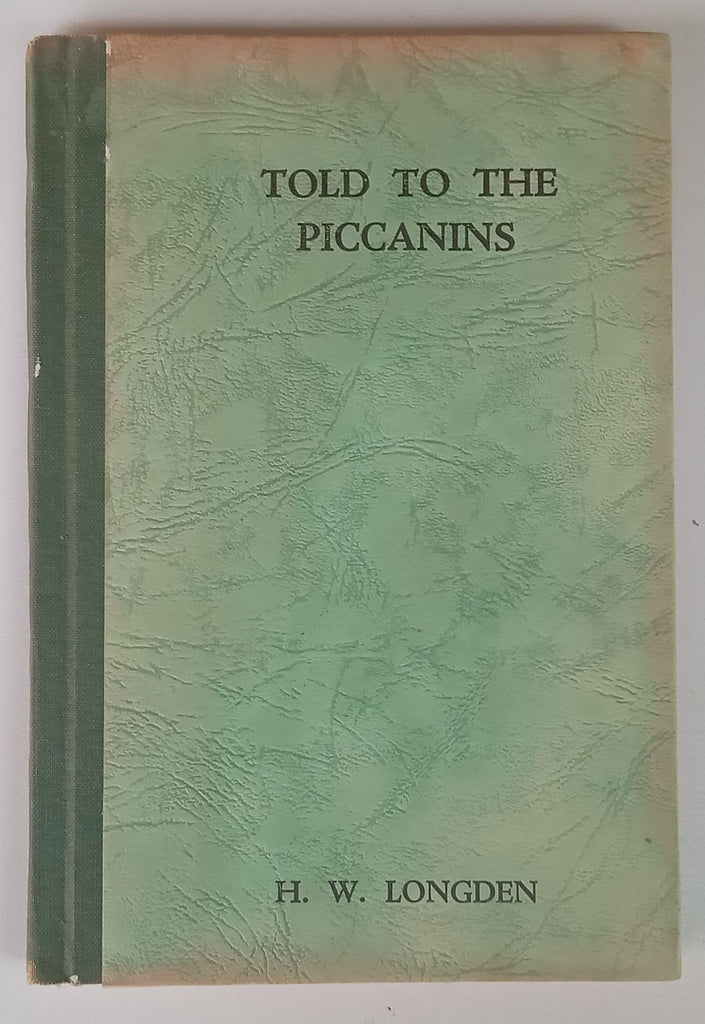 TOLD TO THE
PICCANINS
H. W. LONGDEN